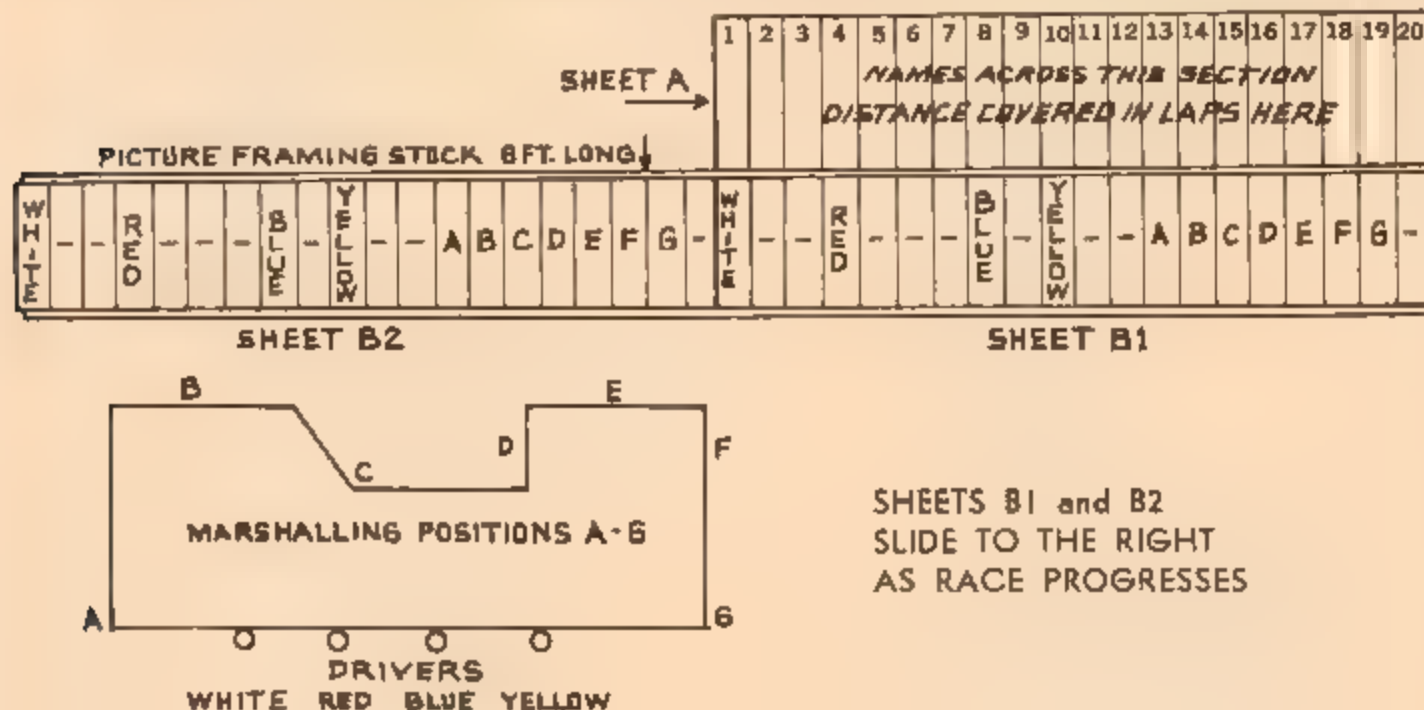 1 2 3 4 5 6 7 8 9 10 11 12 13 14 15 16 17 18 19 20
SHEET A
NAMES ACROSS THIS SECTION
DISTANCE COVERED IN LAPS HERE
PICTURE FRAMING STOCK 8FT. LONG
WHITE - - RED - - - BLUE - YELLOW - - A B C D E F G - WHITE - - RED - - - BLUE - YELLOW - - A B C D E F G -
SHEET B2
SHEET B1
B
E
D
F
C
SHEETS B1 and B2
MARSHALLING POSITIONS A-G
SLIDE TO THE RIGHT
AS RACE PROGRESSES
A
G
DRIVERS
WHITE RED BLUE YELLOW